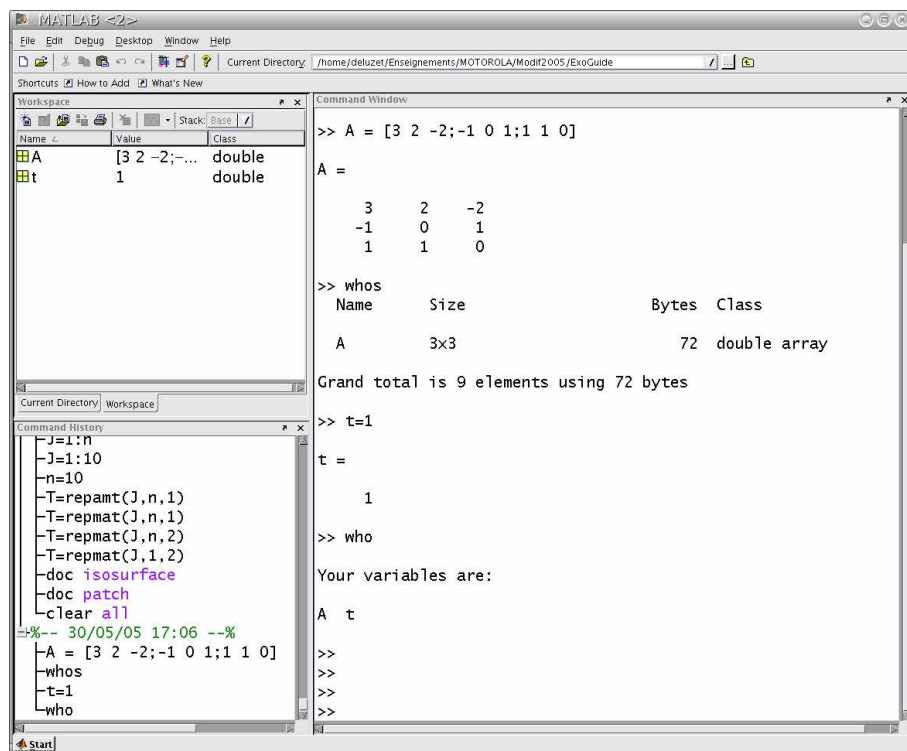 MATLAB <2>
File Edit Debug Desktop Window Help
Current Directory: /home/deluzet/Enseignements/MOTOROLA/Modif2005/ExoGuide
...
Shortcuts How to Add What's New
Workspace
Stack: Base
Name Value Class
A [3 2 -2;-... double
t 1 double
Current Directory Workspace
Command History
J=1:n
J=1:10
n=10
T=repamt(J,n,1)
T=repmat(J,n,1)
T=repmat(J,n,2)
T=repmat(J,1,2)
doc isosurface
doc patch
clear all
%-- 30/05/05 17:06 --%
A = [3 2 -2;-1 0 1;1 1 0]
whos
t=1
who
Command Window
>> A = [3 2 -2;-1 0 1;1 1 0]
A =
3 2 -2
-1 0 1
1 1 0
>> whos
Name Size Bytes Class
A 3x3 72 double array
Grand total is 9 elements using 72 bytes
>> t=1
t =
1
>> who
Your variables are:
A t
>>
>>
>>
>>
Start